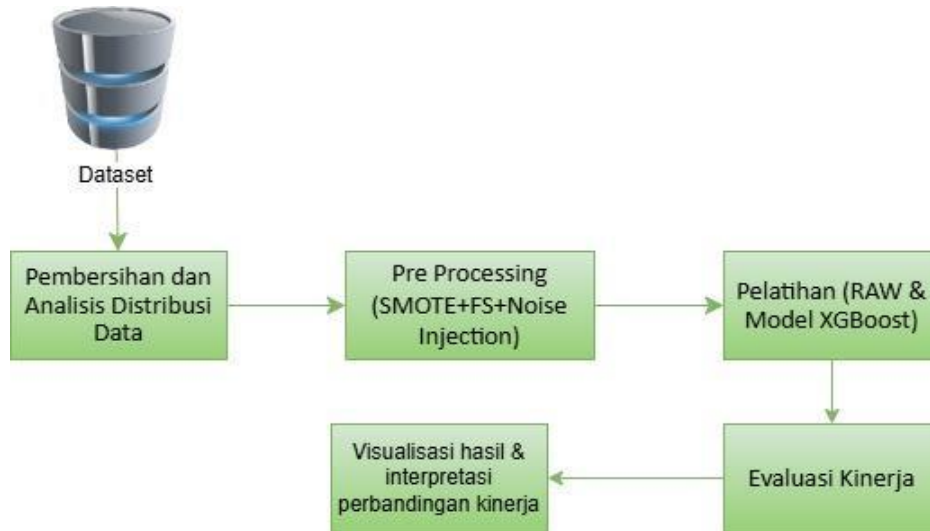 Dataset
Pembersihan dan
Analisis Distribusi
Data
Pre Processing
(SMOTE+FS+Noise
Injection)
Pelatihan (RAW &
Model XGBoost)
Visualisasi hasil &
interpretasi
perbandingan kinerja
Evaluasi Kinerja